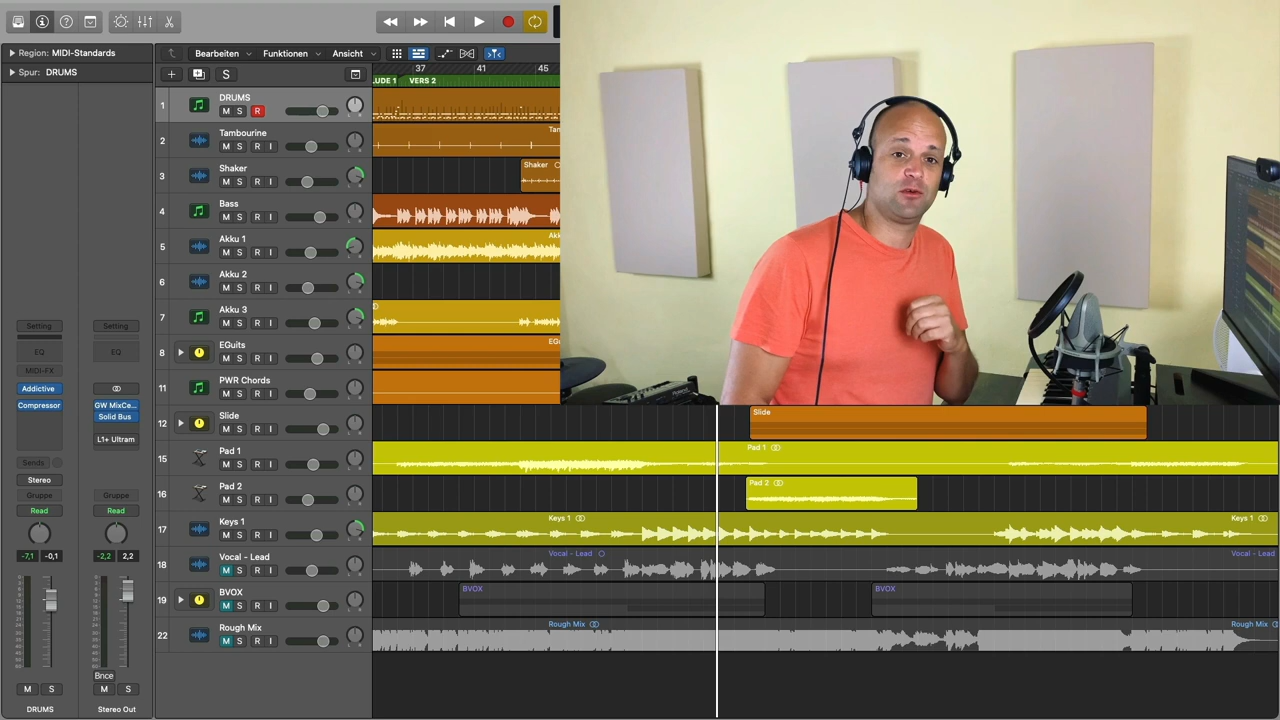 Region: MIDI-Standards
Spur: DRUMS
Bearbeiten
Funktionen
Ansicht
37
41
45
LUDE 1
VERS 2
S
1
DRUMS
M S R
2
Tambourine
M S R I
Tan
3
Shaker
M S R I
Shaker
4
Bass
M S R I
5
Akku 1
M S R I
Akk
6
Akku 2
M S R I
7
Akku 3
M S R I
8
EGuits
M S R I
EG
11
PWR Chords
M S R I
12
Slide
M S R I
Slide
15
Pad 1
M S R I
Pad 1
16
Pad 2
M S R I
Pad 2
17
Keys 1
M S R I
Keys 1
Keys 1
18
Vocal - Lead
M S R I
Vocal - Lead
Vocal - Lead
19
BVOX
M S R I
BVOX
BVOX
22
Rough Mix
M S R I
Rough Mix
Rough Mix
Setting
Setting
EQ
EQ
MIDI-FX
Addictive
Compressor
GW MixCe...
Solid Bus
L1+ Ultram
Sends
Stereo
Gruppe
Gruppe
Read
Read
-7,1
-0,1
-2,2
2,2
Bnce
M S
M S
DRUMS
Stereo Out